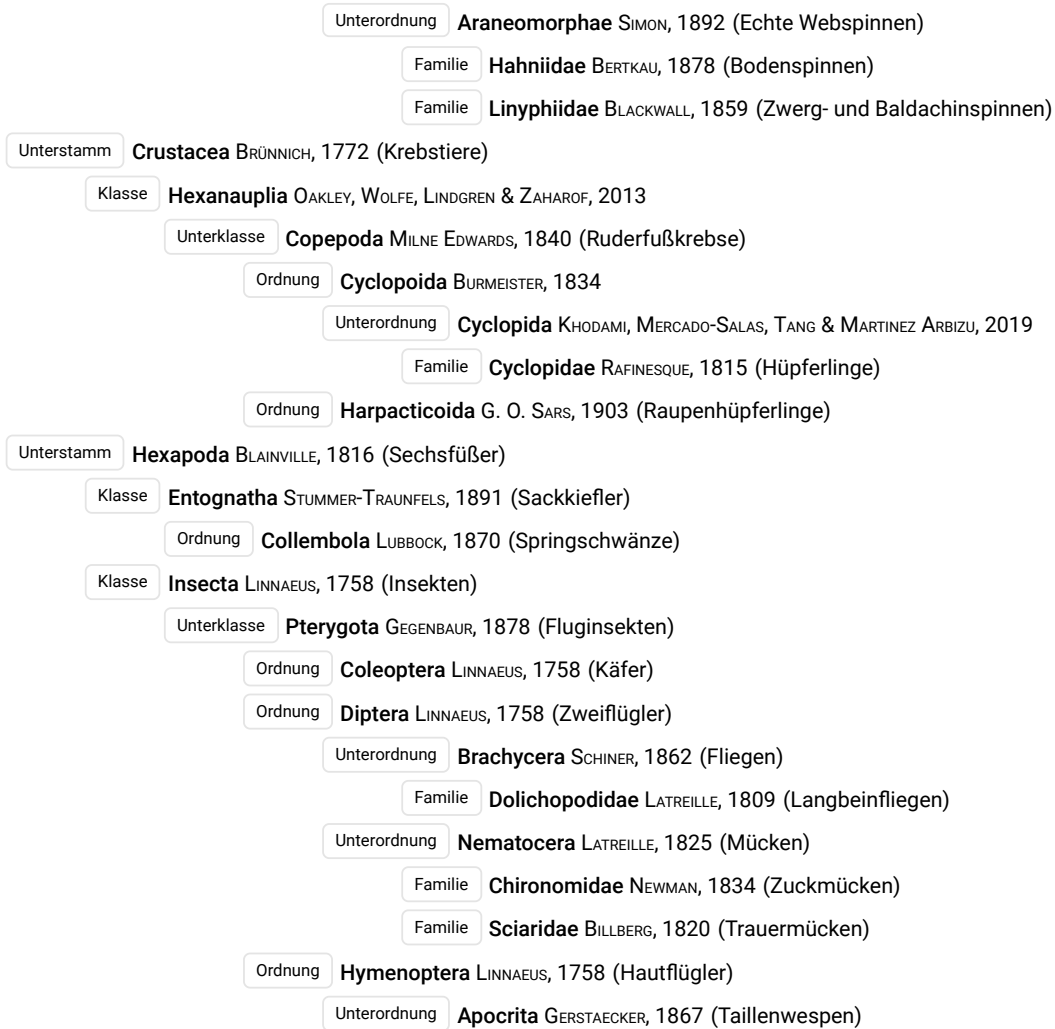 Unterordnung Araneomorphae Simon, 1892 (Echte Webspinnen)
Familie Hahniidae Bertkau, 1878 (Bodenspinnen)
Familie Linyphiidae Blackwall, 1859 (Zwerg- und Baldachinspinnen)
Unterstamm Crustacea Brünnich, 1772 (Krebstiere)
Klasse Hexanauplia Oakley, Wolfe, Lindgren & Zaharof, 2013
Unterklasse Copepoda Milne Edwards, 1840 (Ruderfußkrebse)
Ordnung Cyclopoida Burmeister, 1834
Unterordnung Cyclopida Khodami, Mercado-Salas, Tang & Martinez Arbizu, 2019
Familie Cyclopidae Rafinesque, 1815 (Hüpferlinge)
Ordnung Harpacticoida G. O. Sars, 1903 (Raupenhüpferlinge)
Unterstamm Hexapoda Blainville, 1816 (Sechsfüßer)
Klasse Entognatha Stummer-Traunfels, 1891 (Sackkiefler)
Ordnung Collembola Lubbock, 1870 (Springschwänze)
Klasse Insecta Linnaeus, 1758 (Insekten)
Unterklasse Pterygota Gegenbaur, 1878 (Fluginsekten)
Ordnung Coleoptera Linnaeus, 1758 (Käfer)
Ordnung Diptera Linnaeus, 1758 (Zweiflügler)
Unterordnung Brachycera Schiner, 1862 (Fliegen)
Familie Dolichopodidae Latreille, 1809 (Langbeinfliegen)
Unterordnung Nematocera Latreille, 1825 (Mücken)
Familie Chironomidae Newman, 1834 (Zuckmücken)
Familie Sciaridae Billberg, 1820 (Trauermücken)
Ordnung Hymenoptera Linnaeus, 1758 (Hautflügler)
Unterordnung Apocrita Gerstaecker, 1867 (Taillenwespen)